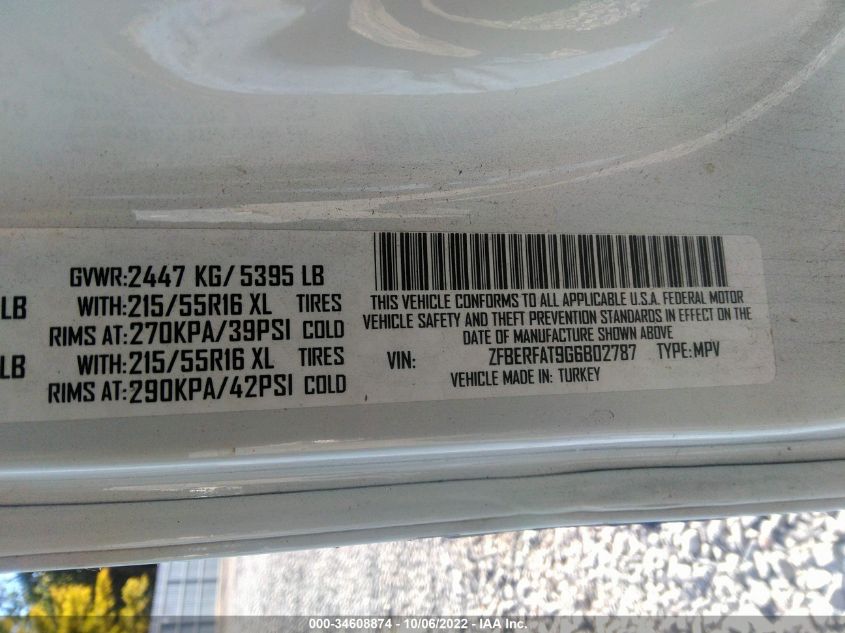 GVWR:2447 KG/ 5395 LB
LB WITH:215/55R16 XL TIRES
RIMS AT:270KPA/39PSI COLD
LB WITH:215/55R16 XL TIRES
RIMS AT:290KPA/42PSI COLD
THIS VEHICLE CONFORMS TO ALL APPLICABLE U.S.A. FEDERAL MOTOR
VEHICLE SAFETY AND THEFT PREVENTION STANDARDS IN EFFECT ON THE
DATE OF MANUFACTURE SHOWN ABOVE
VIN: ZFBERFAT9G6B02787 TYPE:MPV
VEHICLE MADE IN: TURKEY
000-34608874 - 10/06/2022 - IAA Inc.